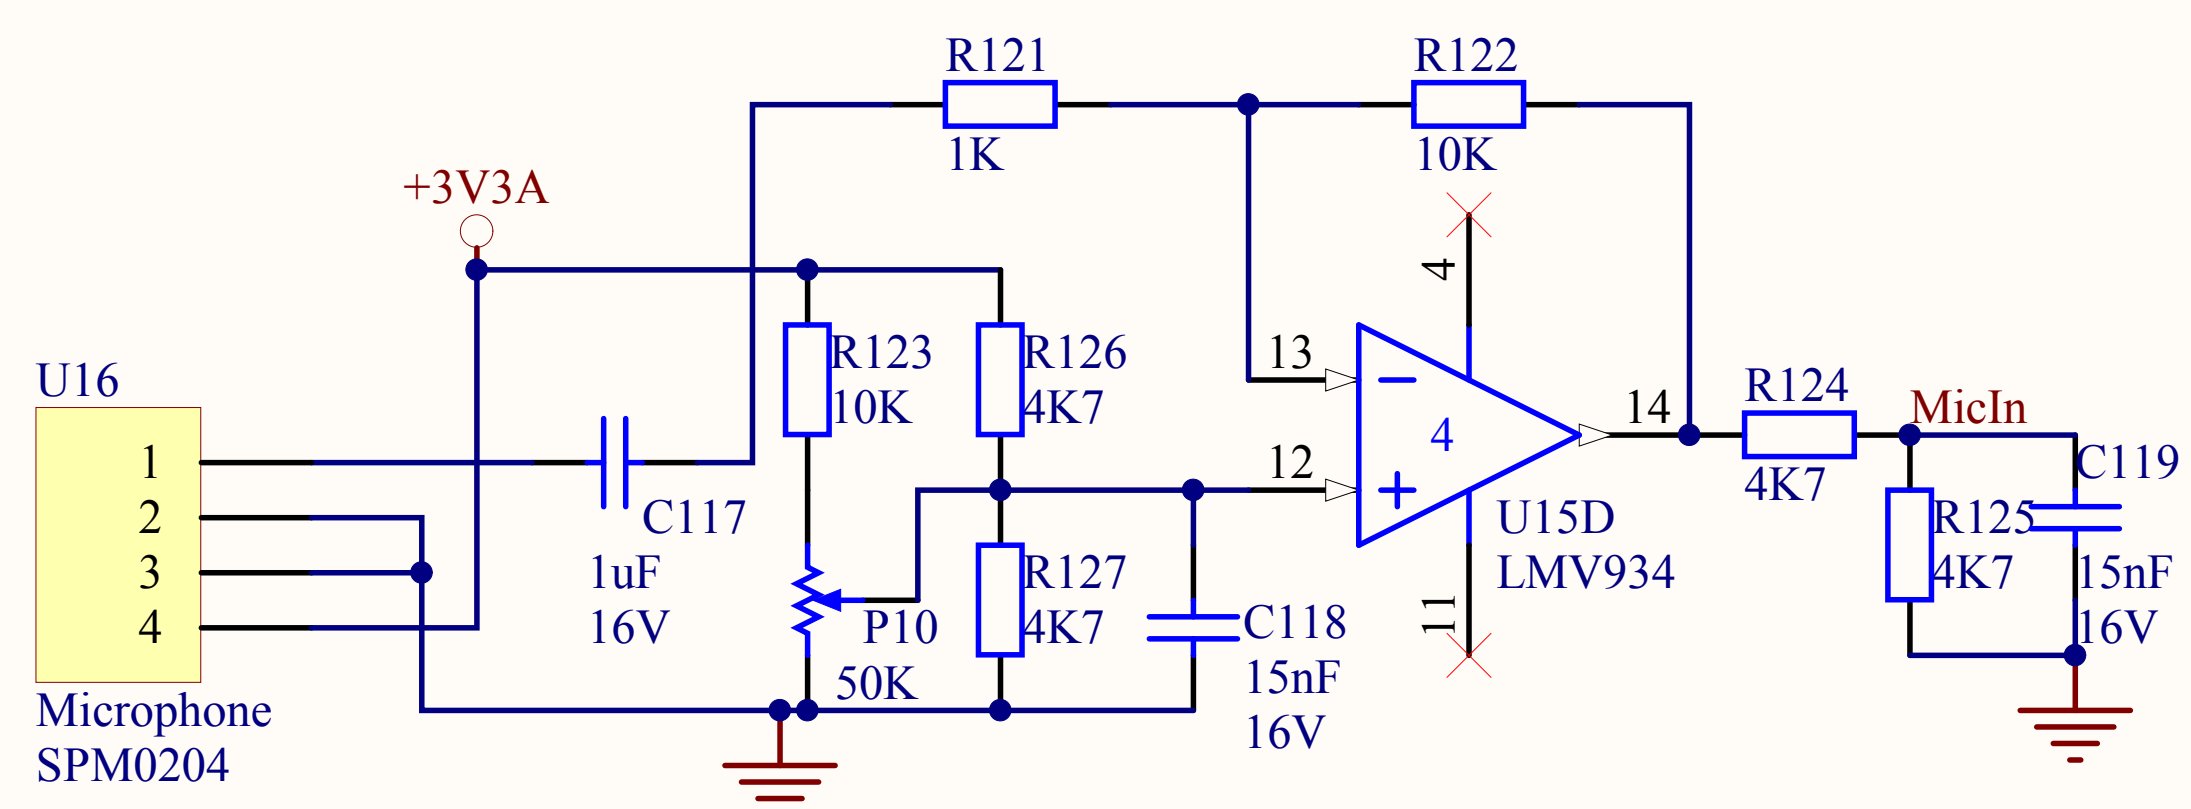 R121
1K
R122
10K
+3V3A
4
R123
10K
R126
4K7
U16
1
2
3
4
Microphone
SPM0204
C117
1uF
16V
P10
50K
R127
4K7
C118
15nF
16V
13
12
4
14
11
U15D
LMV934
R124
4K7
MicIn
R125
4K7
C119
15nF
16V